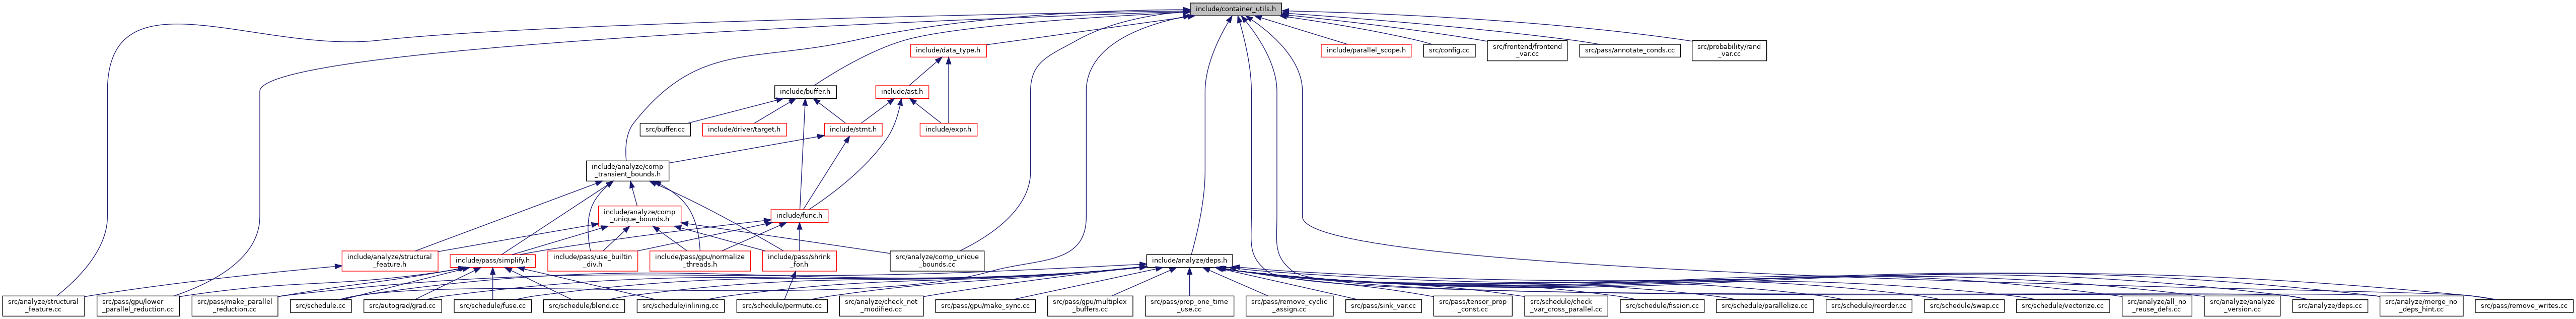 include/container_utils.h
include/data_type.h
include/parallel_scope.h
src/config.cc
src/frontend/frontend
_var.cc
src/pass/annotate_conds.cc
src/probability/rand
_var.cc
include/buffer.h
include/ast.h
src/buffer.cc
include/driver/target.h
include/stmt.h
include/expr.h
include/analyze/comp
_transient_bounds.h
include/analyze/comp
_unique_bounds.h
include/func.h
include/analyze/structural
_feature.h
include/pass/simplify.h
include/pass/use_builtin
_div.h
include/pass/gpu/normalize
_threads.h
include/pass/shrink
_for.h
src/analyze/comp_unique
_bounds.cc
include/analyze/deps.h
src/analyze/structural
_feature.cc
src/pass/gpu/lower
_parallel_reduction.cc
src/pass/make_parallel
_reduction.cc
src/schedule.cc
src/autograd/grad.cc
src/schedule/fuse.cc
src/schedule/blend.cc
src/schedule/inlining.cc
src/schedule/permute.cc
src/analyze/check_not
_modified.cc
src/pass/gpu/make_sync.cc
src/pass/gpu/multiplex
_buffers.cc
src/pass/prop_one_time
_use.cc
src/pass/remove_cyclic
_assign.cc
src/pass/sink_var.cc
src/pass/tensor_prop
_const.cc
src/schedule/check
_var_cross_parallel.cc
src/schedule/fission.cc
src/schedule/parallelize.cc
src/schedule/reorder.cc
src/schedule/swap.cc
src/schedule/vectorize.cc
src/analyze/all_no
_reuse_defs.cc
src/analyze/analyze
_version.cc
src/analyze/deps.cc
src/analyze/merge_no
_deps_hint.cc
src/pass/remove_writes.cc